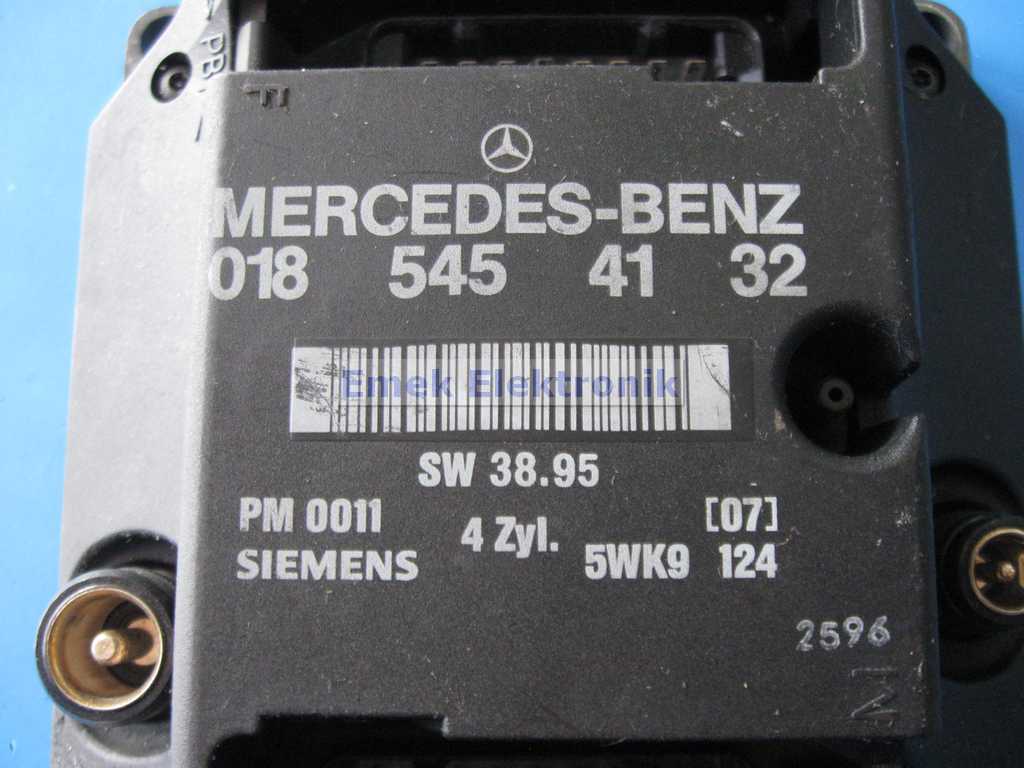 PB
F
MERCEDES-BENZ
018 545 41 32
Emek Elektronik
SW 38.95
PM 0011 4 Zyl. [07]
SIEMENS 5WK9 124
2596